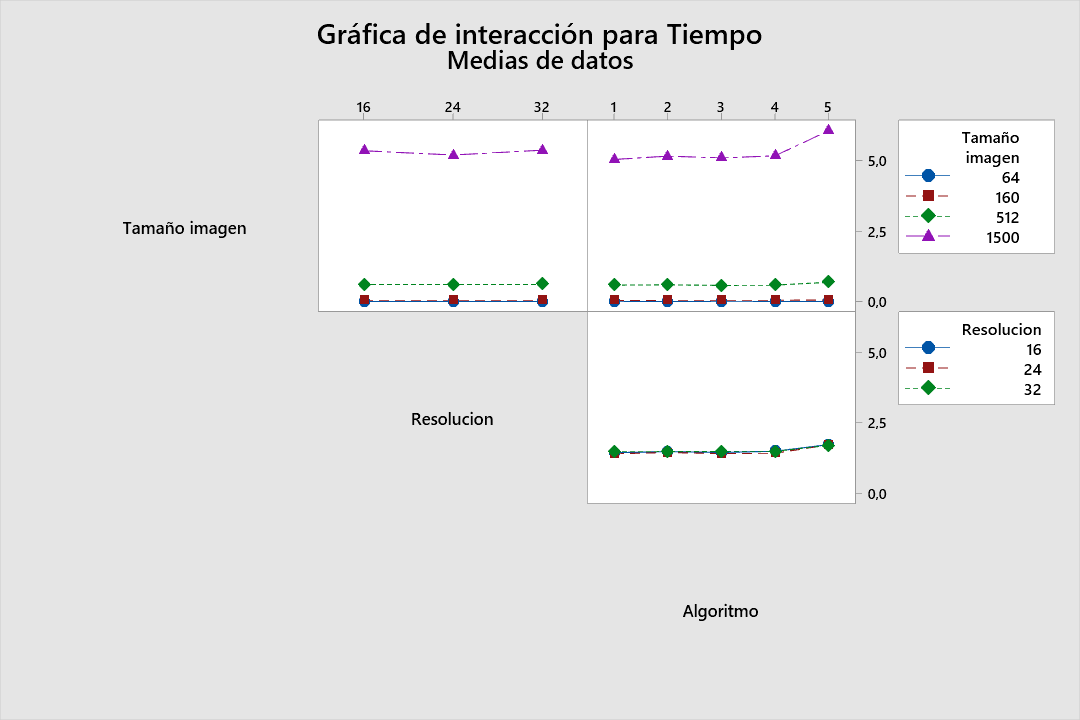 Gráfica de interacción para Tiempo
Medias de datos
16 24 32 1 2 3 4 5
Tamaño imagen
5,0
2,5
0,0
Tamaño
imagen
64
160
512
1500
Resolucion
5,0
2,5
0,0
Resolucion
16
24
32
Algoritmo